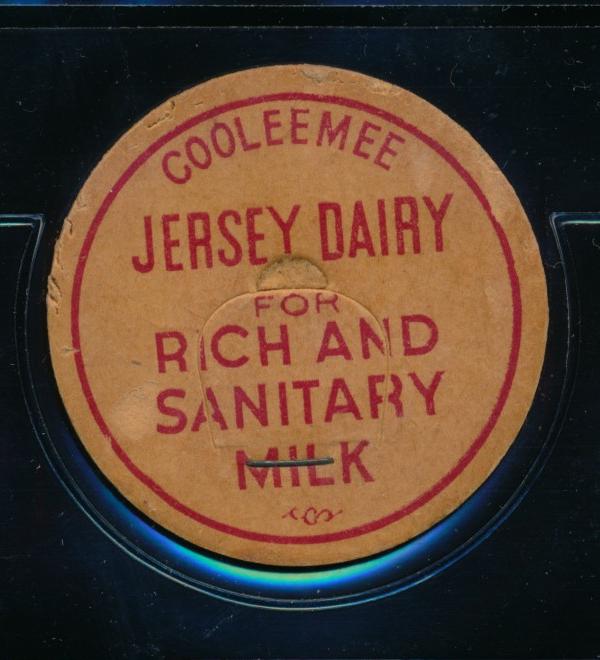 COOLEEMEE
JERSEY DAIRY
FOR
RICH AND
SANITARY
MILK